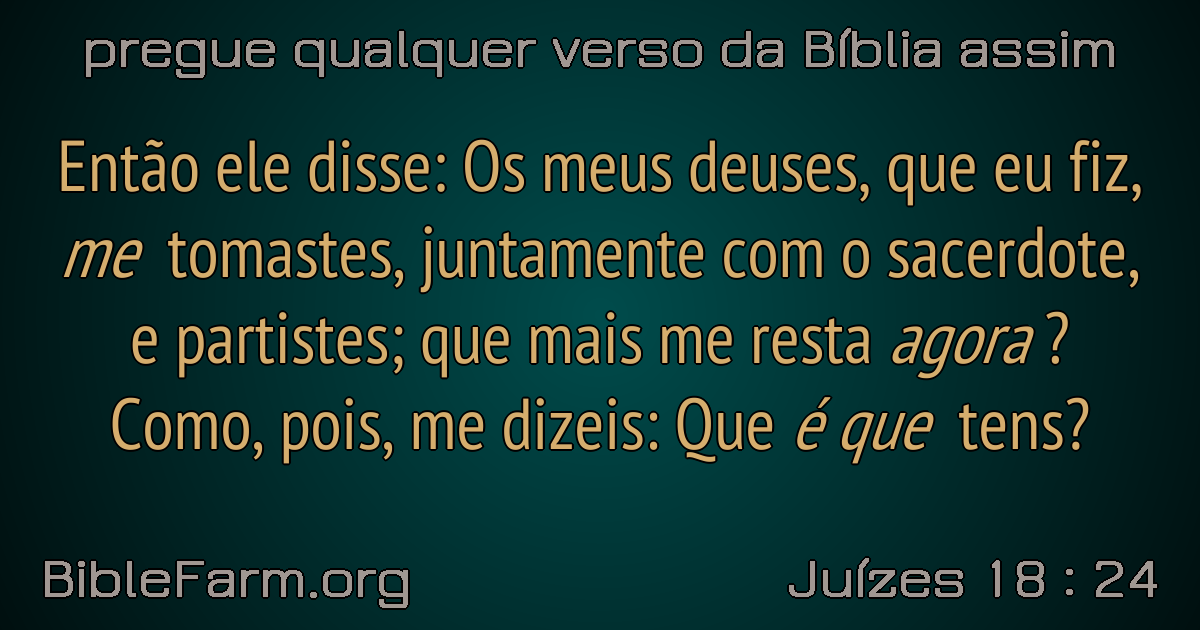 pregue qualquer verso da Bíblia assim
Então ele disse: Os meus deuses, que eu fiz,
me tomastes, juntamente com o sacerdote,
e partistes; que mais me resta agora ?
Como, pois, me dizeis: Que é que tens?
BibleFarm.org
Juízes 18 : 24